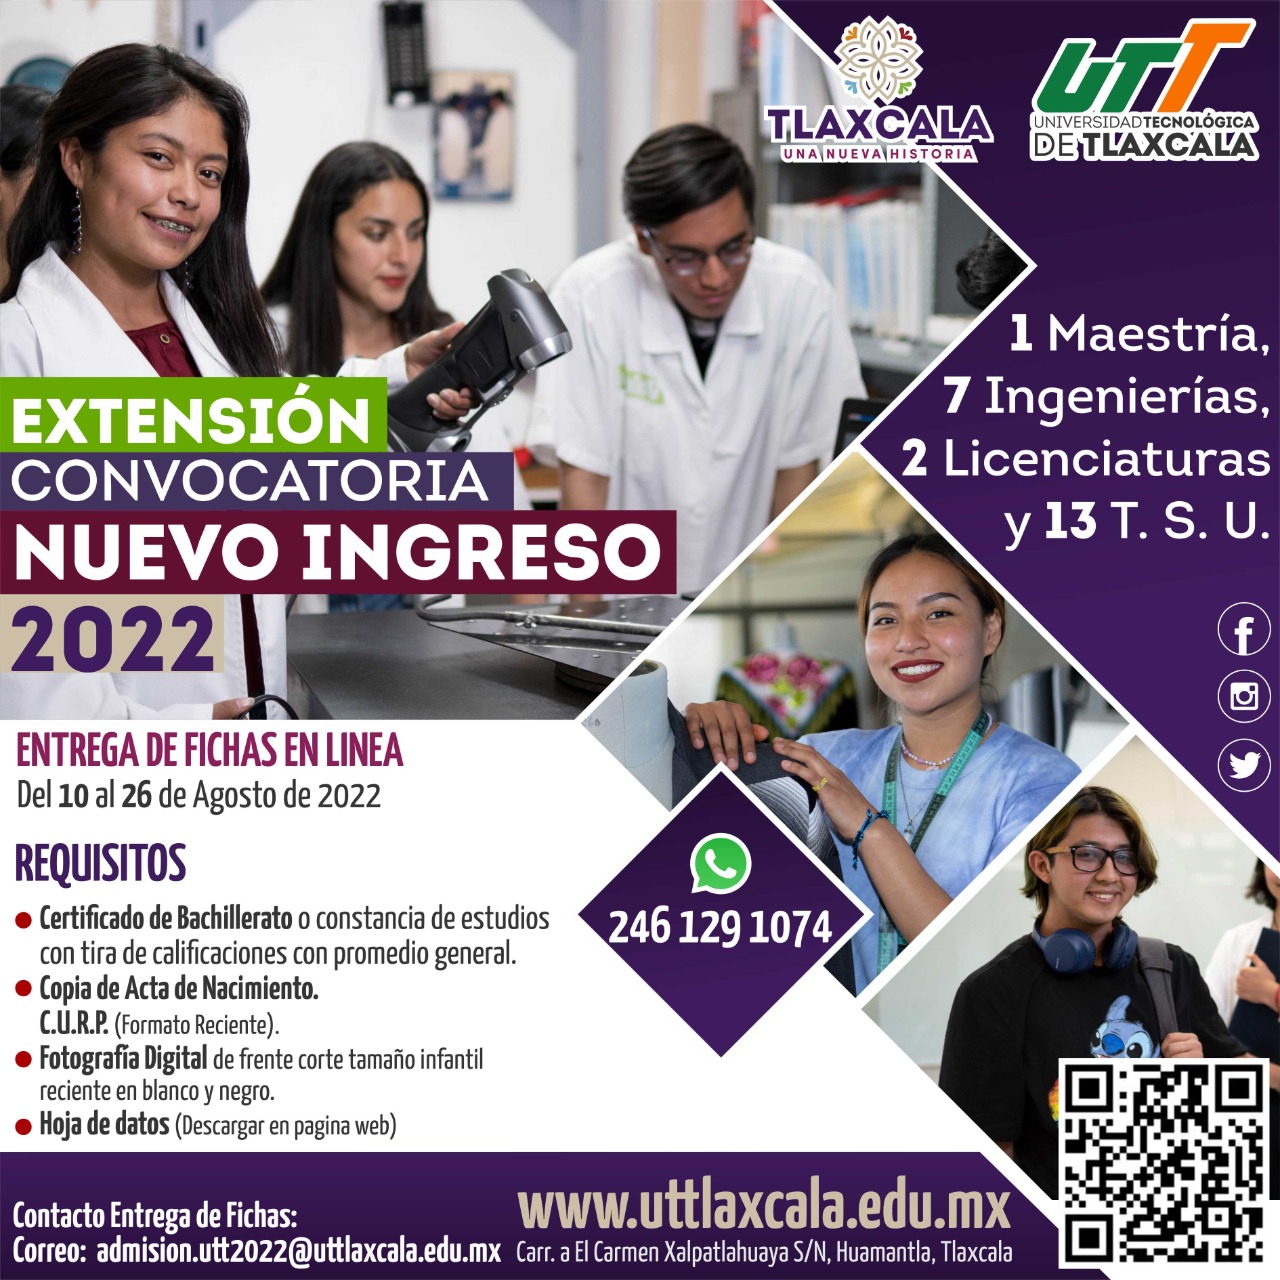 TLAXCALA
UNA NUEVA HISTORIA
UTT
UNIVERSIDAD TECNOLÓGICA
DE TLAXCALA
1 Maestría,
7 Ingenierías,
2 Licenciaturas
y 13 T. S. U.
EXTENSIÓN
CONVOCATORIA
NUEVO INGRESO
2022
ENTREGA DE FICHAS EN LINEA
Del 10 al 26 de Agosto de 2022
REQUISITOS
Certificado de Bachillerato o constancia de estudios
con tira de calificaciones con promedio general.
Copia de Acta de Nacimiento.
C.U.R.P. (Formato Reciente).
Fotografía Digital de frente corte tamaño infantil
reciente en blanco y negro.
Hoja de datos (Descargar en pagina web)
246 129 1074
Contacto Entrega de Fichas:
Correo: admision.utt2022@uttlaxcala.edu.mx
www.uttlaxcala.edu.mx
Carr. a El Carmen Xalpatlahuaya S/N, Huamantla, Tlaxcala